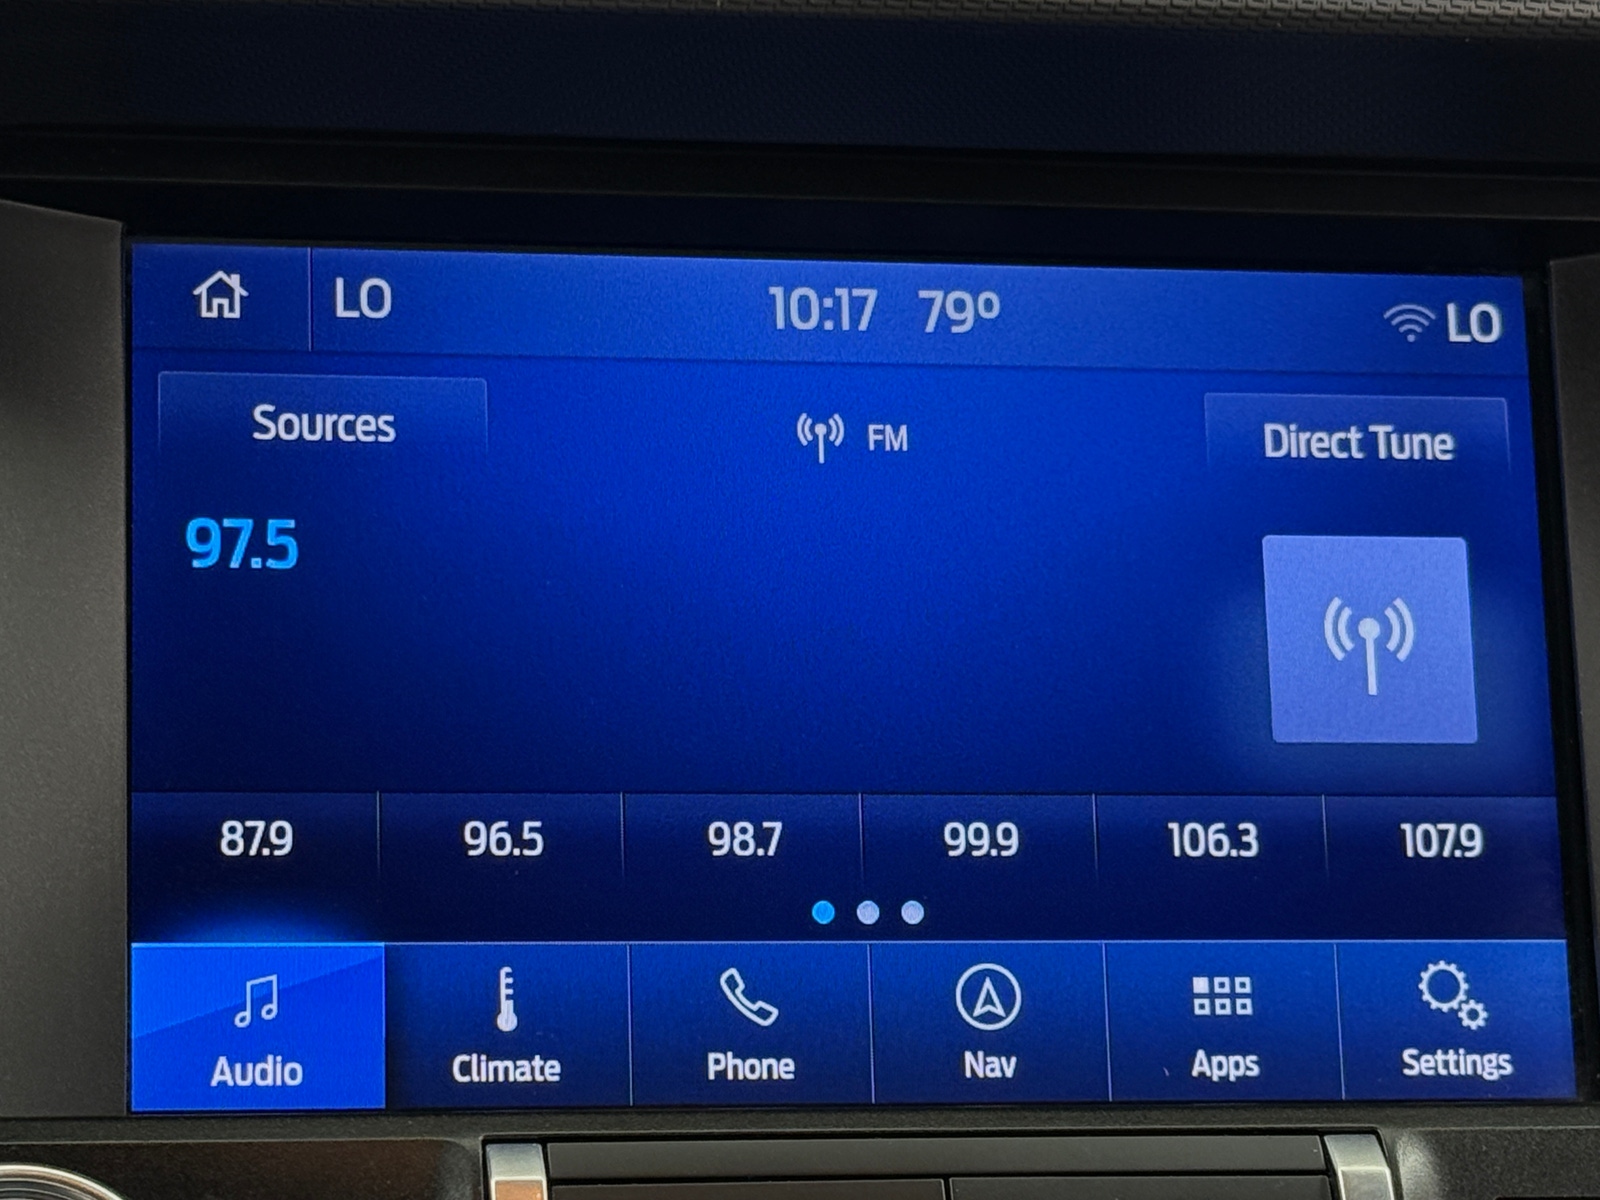 LO 10:17 79° LO
Sources FM Direct Tune
97.5
87.9 96.5 98.7 99.9 106.3 107.9
Audio Climate Phone Nav Apps Settings